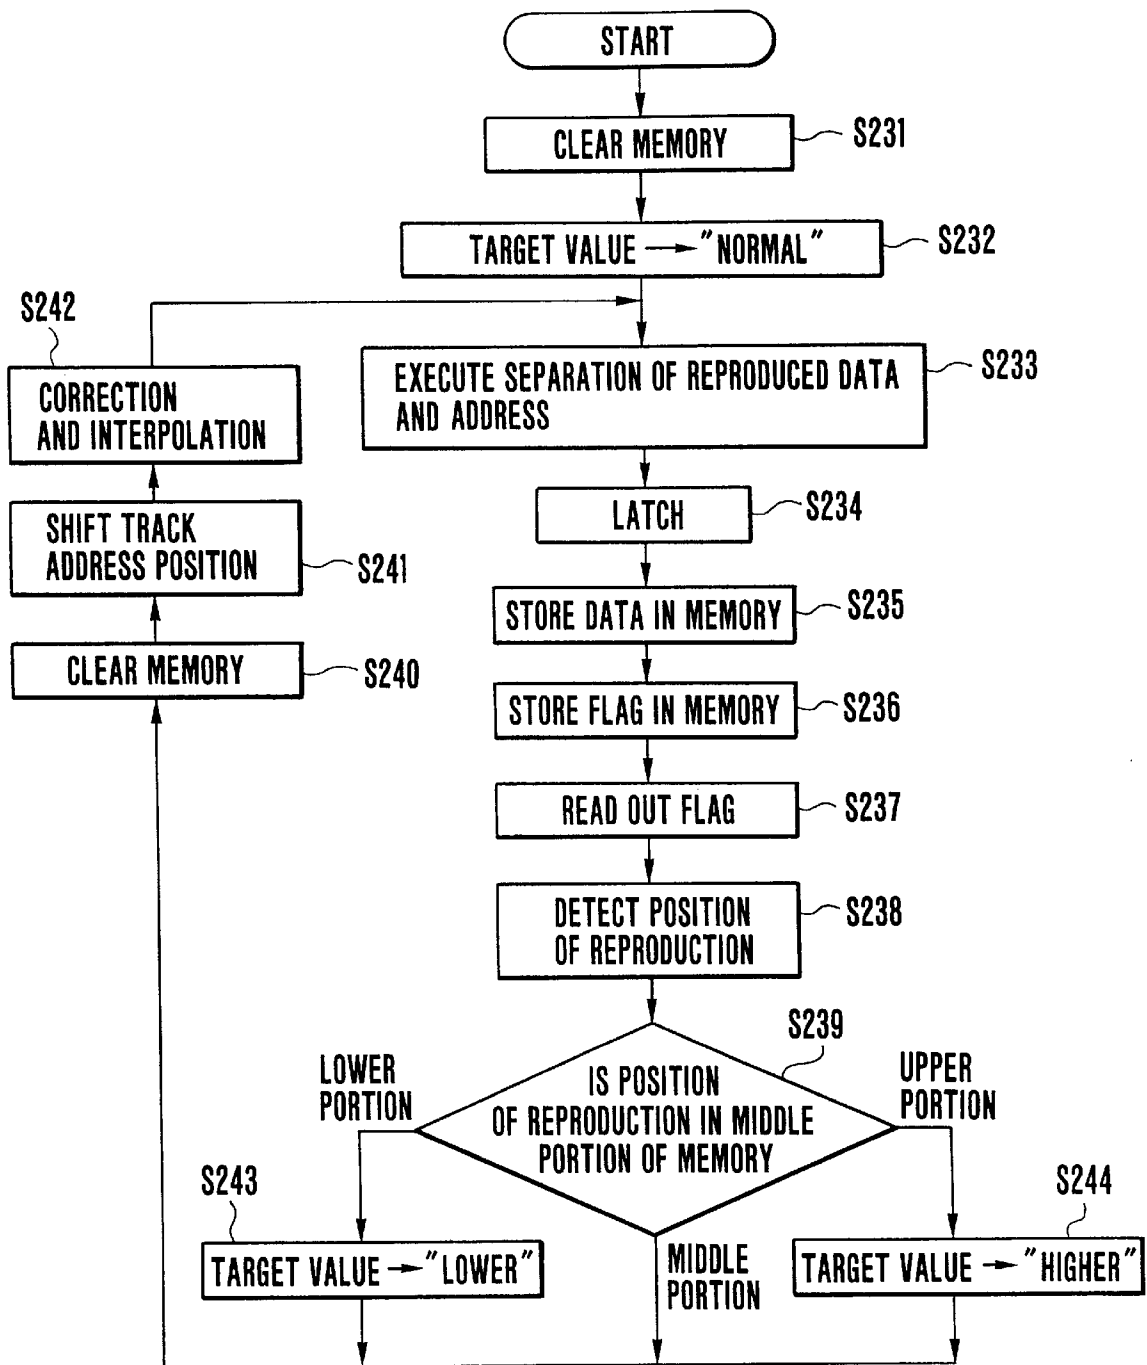 START
CLEAR MEMORY
S231
TARGET VALUE → "NORMAL"
S232
S242
CORRECTION
AND INTERPOLATION
EXECUTE SEPARATION OF REPRODUCED DATA
AND ADDRESS
S233
SHIFT TRACK
ADDRESS POSITION
S241
LATCH
S234
STORE DATA IN MEMORY
S235
CLEAR MEMORY
S240
STORE FLAG IN MEMORY
S236
READ OUT FLAG
S237
DETECT POSITION
OF REPRODUCTION
S238
S239
LOWER
PORTION
IS POSITION
OF REPRODUCTION IN MIDDLE
PORTION OF MEMORY
UPPER
PORTION
S243
TARGET VALUE → "LOWER"
MIDDLE
PORTION
S244
TARGET VALUE → "HIGHER"